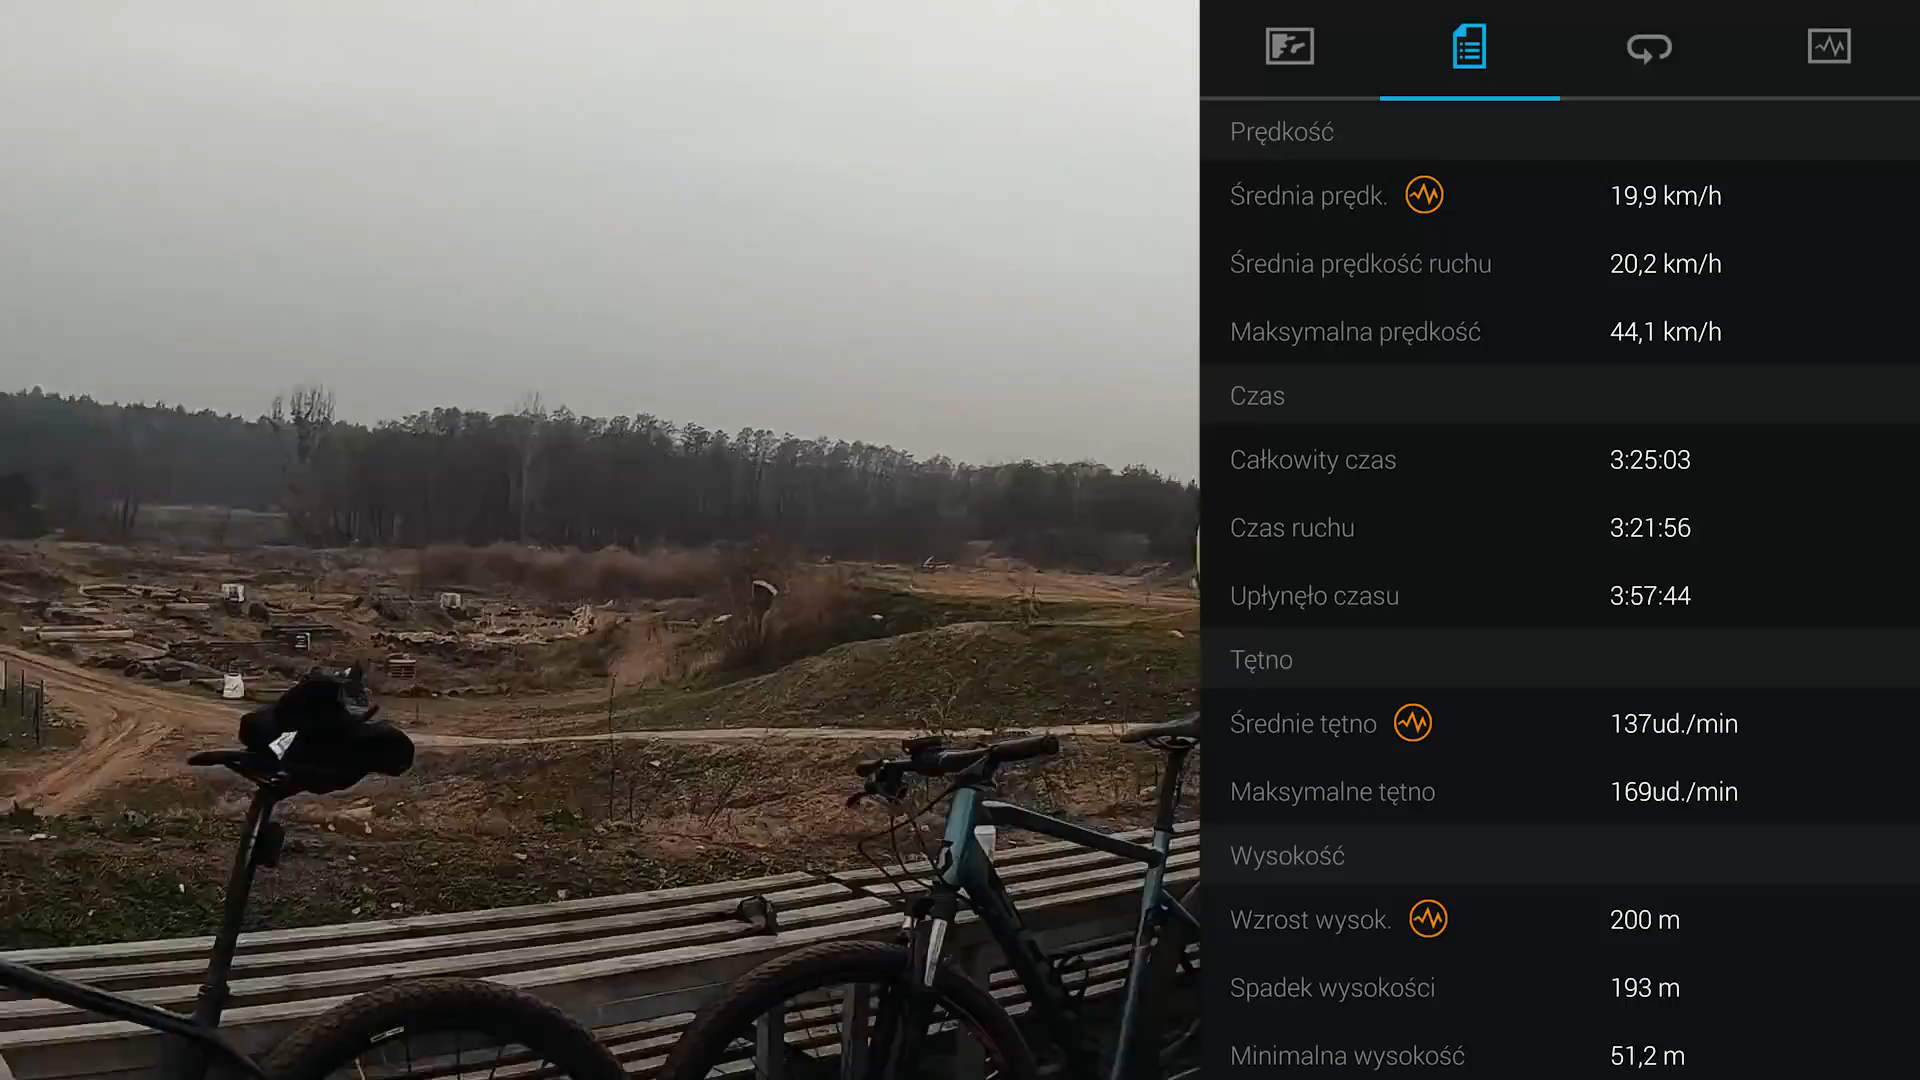 Prędkość
Średnia prędk. 19,9 km/h
Średnia prędkość ruchu 20,2 km/h
Maksymalna prędkość 44,1 km/h
Czas
Całkowity czas 3:25:03
Czas ruchu 3:21:56
Upłynęło czasu 3:57:44
Tętno
Średnie tętno 137ud./min
Maksymalne tętno 169ud./min
Wysokość
Wzrost wysok. 200 m
Spadek wysokości 193 m
Minimalna wysokość 51,2 m